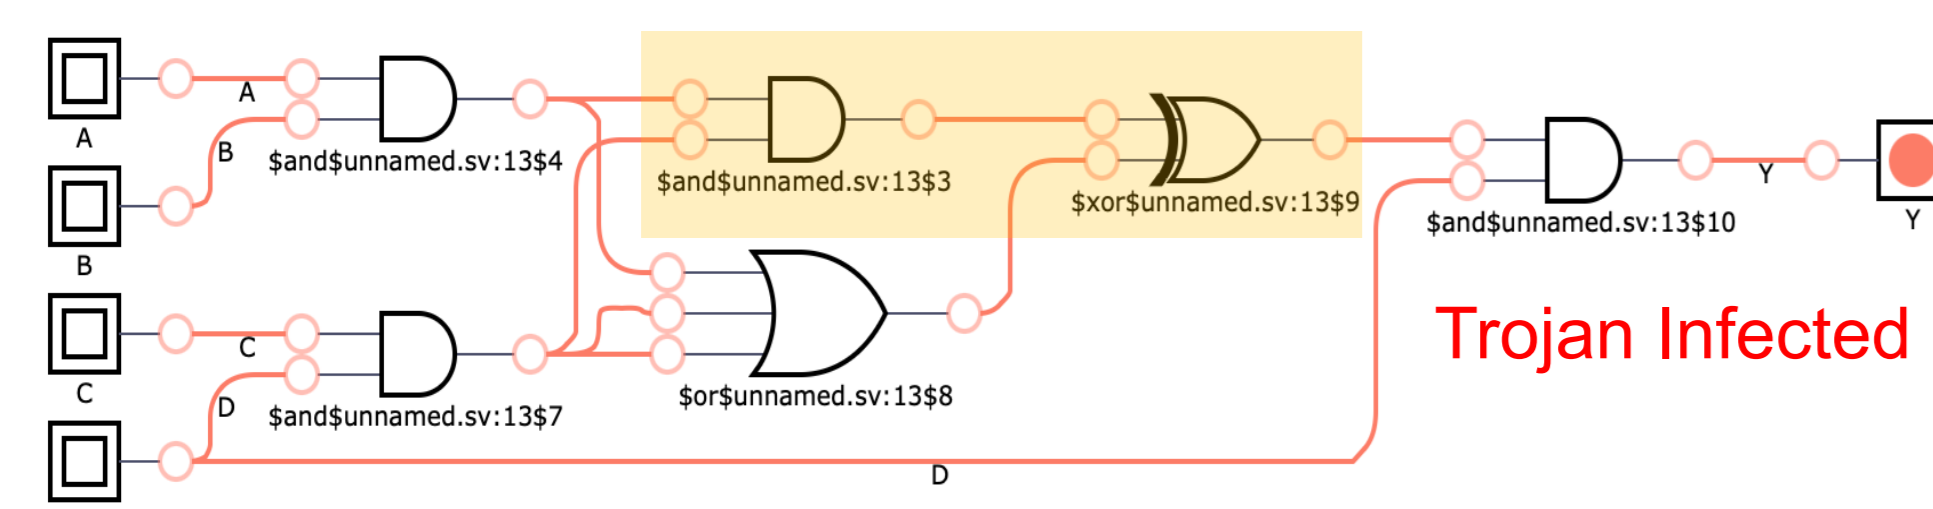 A
A
B
$and$unnamed.sv:13$4
B
$and$unnamed.sv:13$3
$xor$unnamed.sv:13$9
$and$unnamed.sv:13$10
Y
Y
C
C
D
$and$unnamed.sv:13$7
$or$unnamed.sv:13$8
D
Trojan Infected